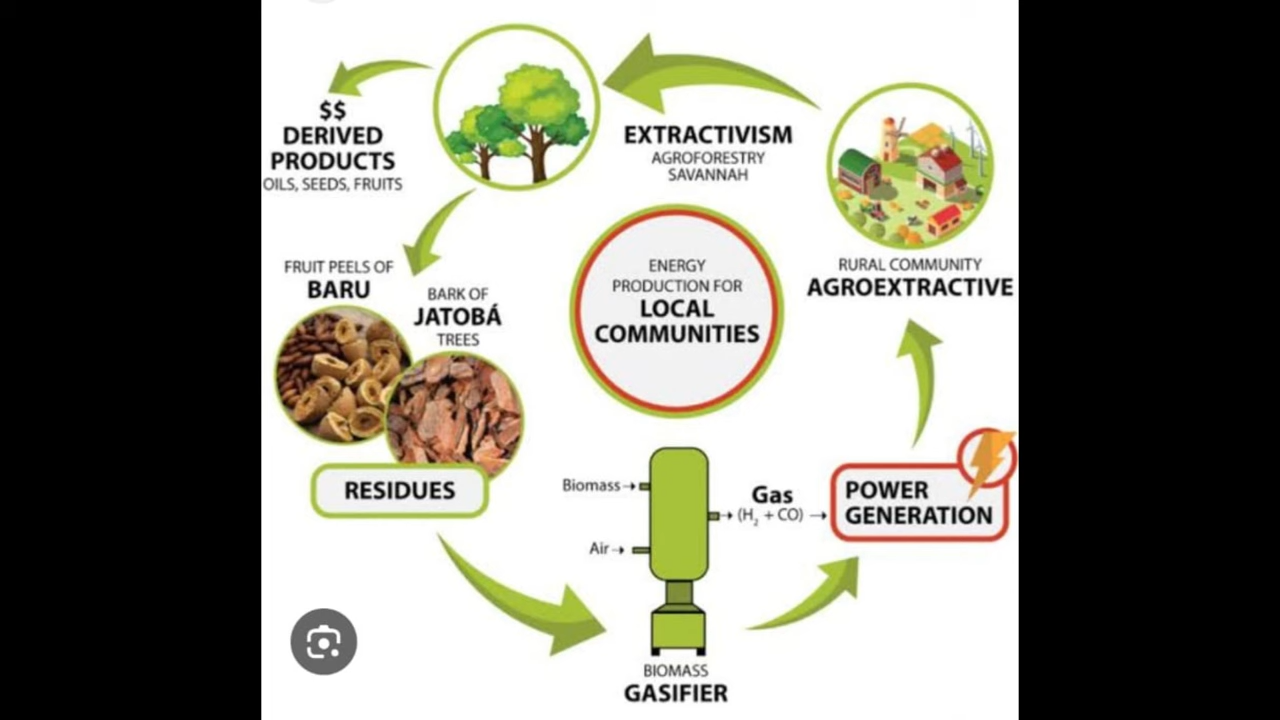 $$
DERIVED
PRODUCTS
OILS, SEEDS, FRUITS
EXTRACTIVISM
AGROFORESTRY
SAVANNAH
RURAL COMMUNITY
AGROEXTRACTIVE
ENERGY
PRODUCTION FOR
LOCAL
COMMUNITIES
FRUIT PEELS OF
BARU
BARK OF
JATOBÁ
TREES
RESIDUES
Biomass
Air
Gas
(H₂ + CO)
POWER
GENERATION
BIOMASS
GASIFIER